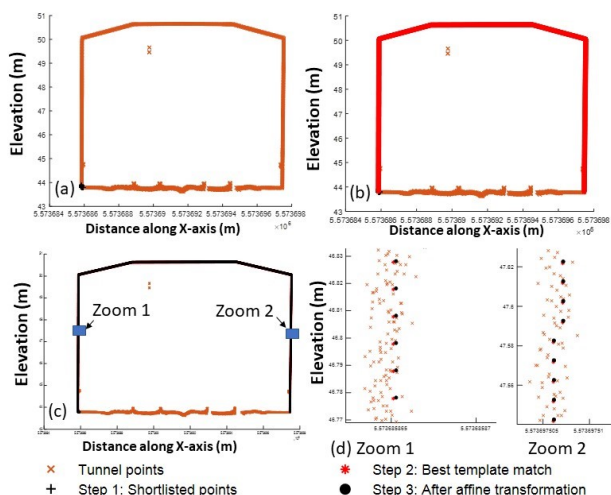 51
50
49
48
47
46
45
44
43
Elevation (m)
(a)
5.573684 5.573686 5.573688 5.57369 5.573692 5.573694 5.573696 5.573698
×10⁶
Distance along X-axis (m)
51
50
49
48
47
46
45
44
43
Elevation (m)
(b)
5.573684 5.573686 5.573688 5.57369 5.573692 5.573694 5.573696 5.573698
×10⁶
Distance along X-axis (m)
Elevation (m)
Zoom 1
Zoom 2
(c)
Distance along X-axis (m)
Elevation (m)
46.83
46.82
46.81
46.8
46.79
46.78
46.77
(d) Zoom 1
Elevation (m)
47.62
47.6
47.58
47.56
Zoom 2
Tunnel points
Step 2: Best template match
Step 1: Shortlisted points
Step 3: After affine transformation